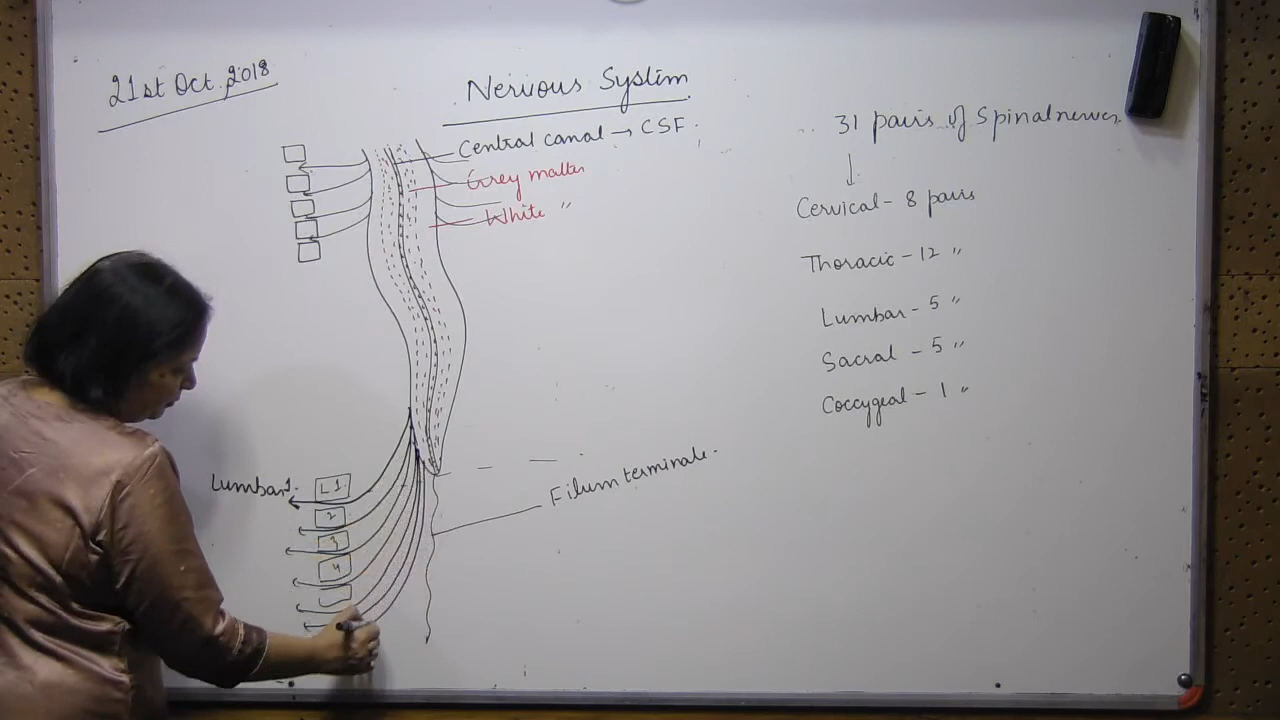 21st Oct. 2018
Nervous System
Central canal → CSF.
Grey matter
White "
31 pairs of Spinal nerves
↓
Cervical - 8 pairs
Thoracic - 12 "
Lumbar - 5 "
Sacral - 5 "
Coccygeal - 1 "
Filum terminale.
Lumbar 1.
L1
2
3
4